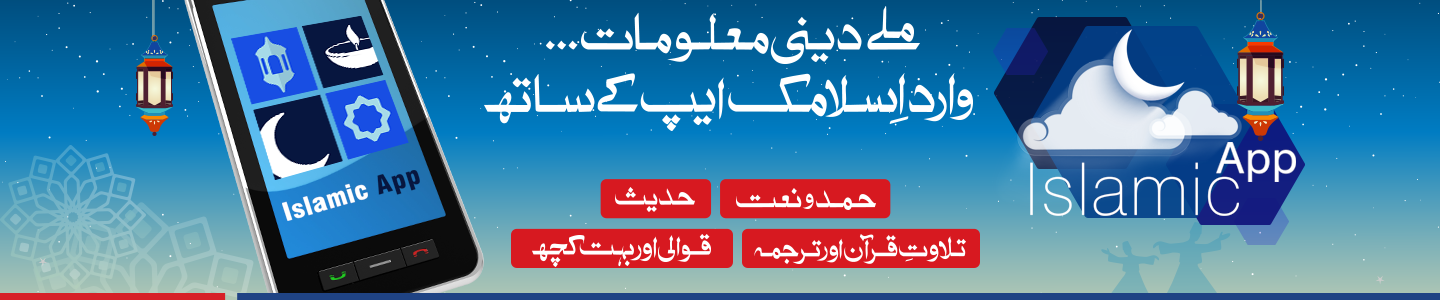 ملے دینی معلومات...
وارد اِسلامک ایپ کے ساتھ
حمد و نعت
حدیث
تلاوتِ قرآن اور ترجمہ
قوالی اور بہت کچھ
Islamic App
Islamic App